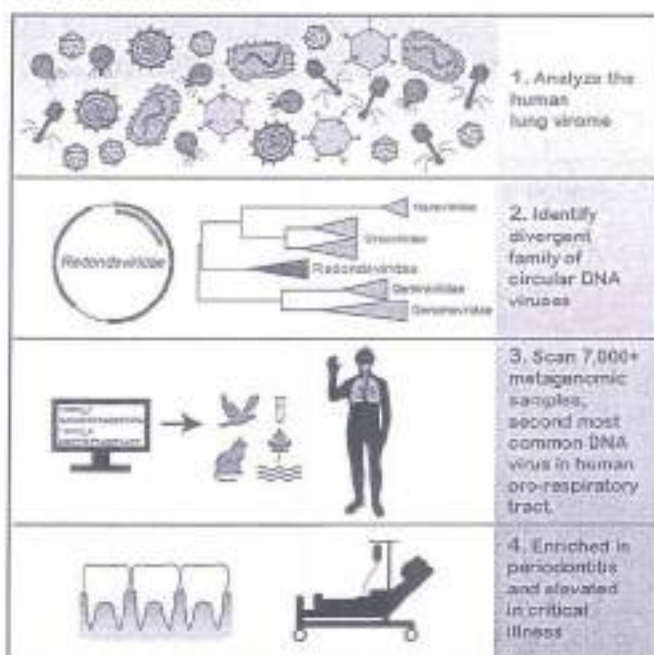 1. Analyze the
human
lung virome
Redondoviridae
Redondoviridae
2. Identify
divergent
family of
circular DNA
viruses
3. Scan 7,000+
metagenomic
samples,
second most
common DNA
virus in human
oro-respiratory
tract.
4. Enriched in
periodontitis
and elevated
in critical
illness